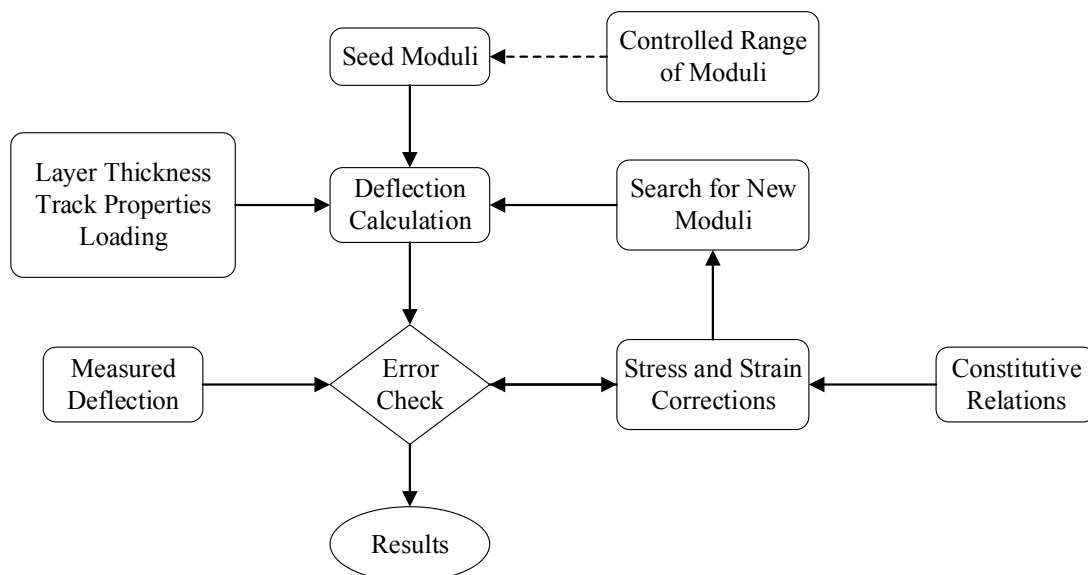 Seed Moduli
Controlled Range
of Moduli
Layer Thickness
Track Properties
Loading
Deflection
Calculation
Search for New
Moduli
Measured
Deflection
Error
Check
Stress and Strain
Corrections
Constitutive
Relations
Results